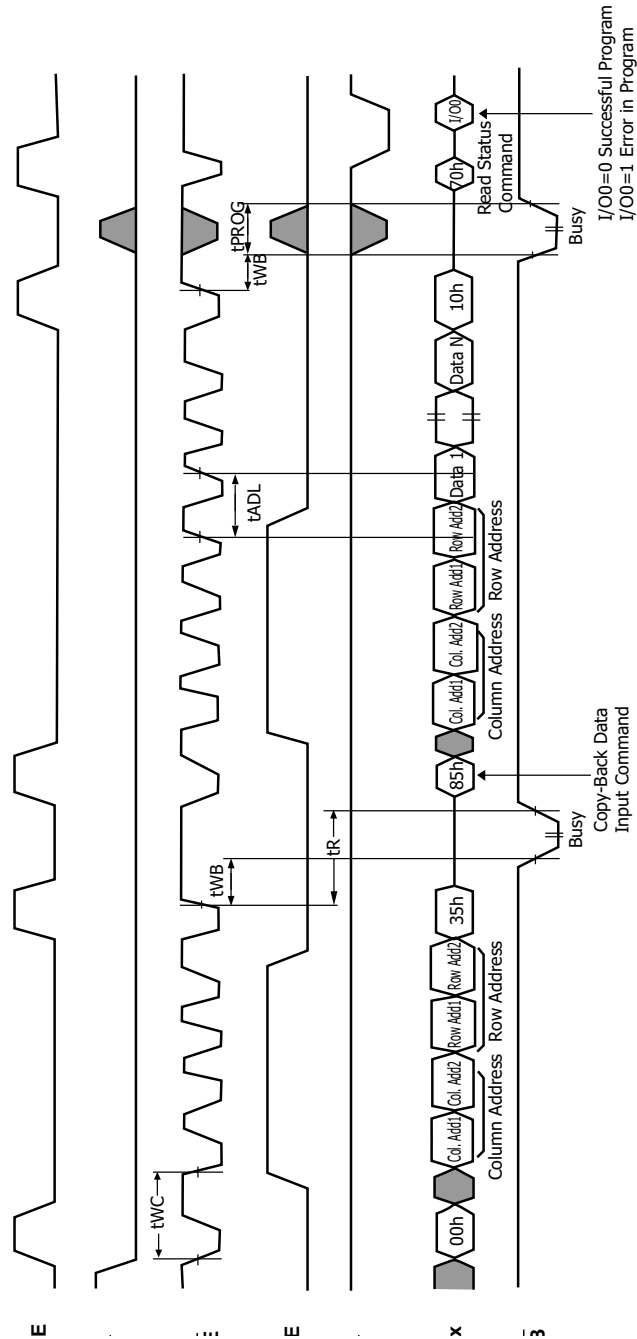 E
E
E
x
B
tWC
tWB
tR
tADL
tWB
tPROG
00h
Col. Add1
Col. Add2
Row Add1
Row Add2
35h
85h
Col. Add1
Col. Add2
Row Add1
Row Add2
Data 1
Data N
10h
70h
I/O0
Column Address
Row Address
Column Address
Row Address
Read Status
Command
Busy
Busy
Copy-Back Data
Input Command
I/O0=0 Successful Program
I/O0=1 Error in Program